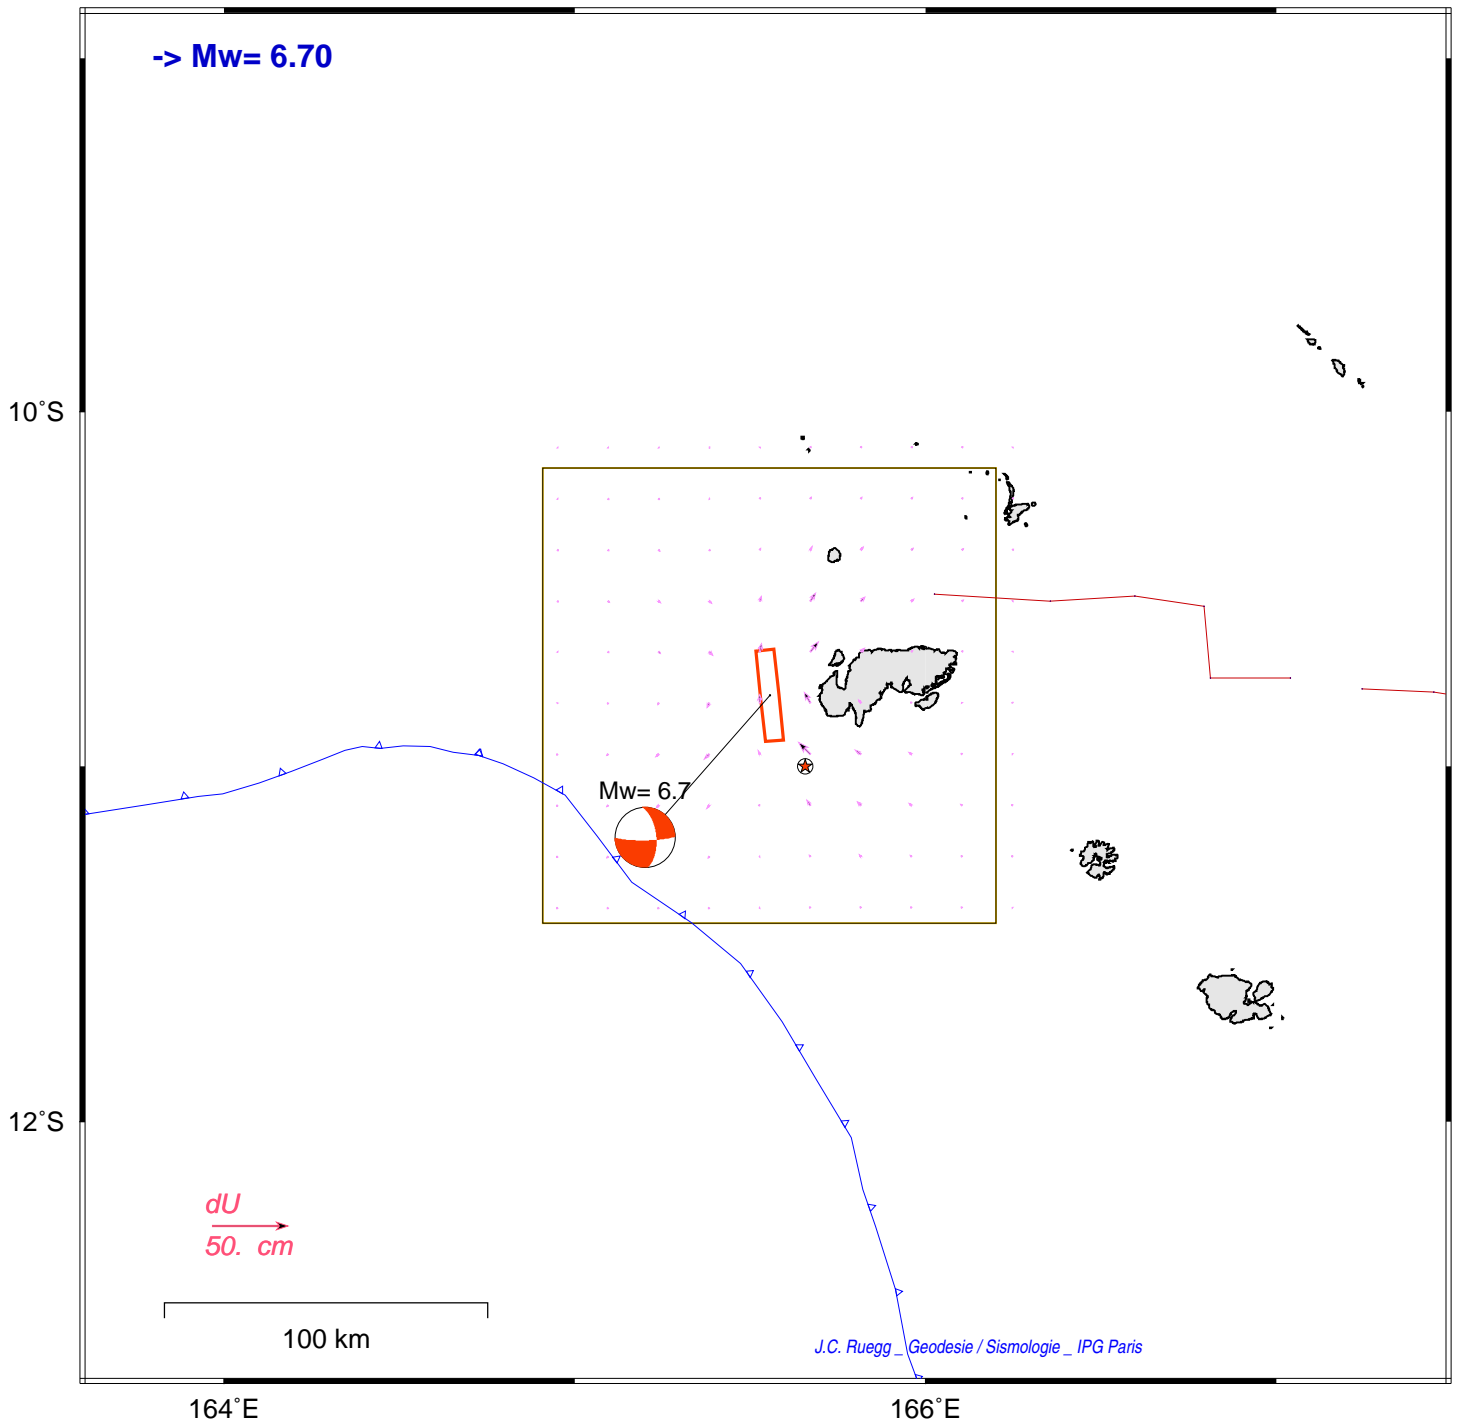 -> Mw= 6.70
10˚S
Mw= 6.7
12˚S
dU
50. cm
100 km
J.C. Ruegg _ Geodesie / Sismologie _ IPG Paris
164˚E
166˚E